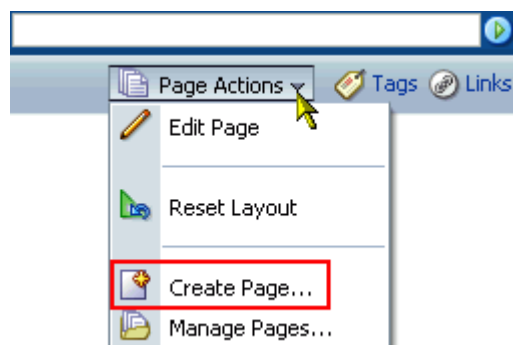 Page Actions Tags Links
Edit Page
Reset Layout
Create Page...
Manage Pages...